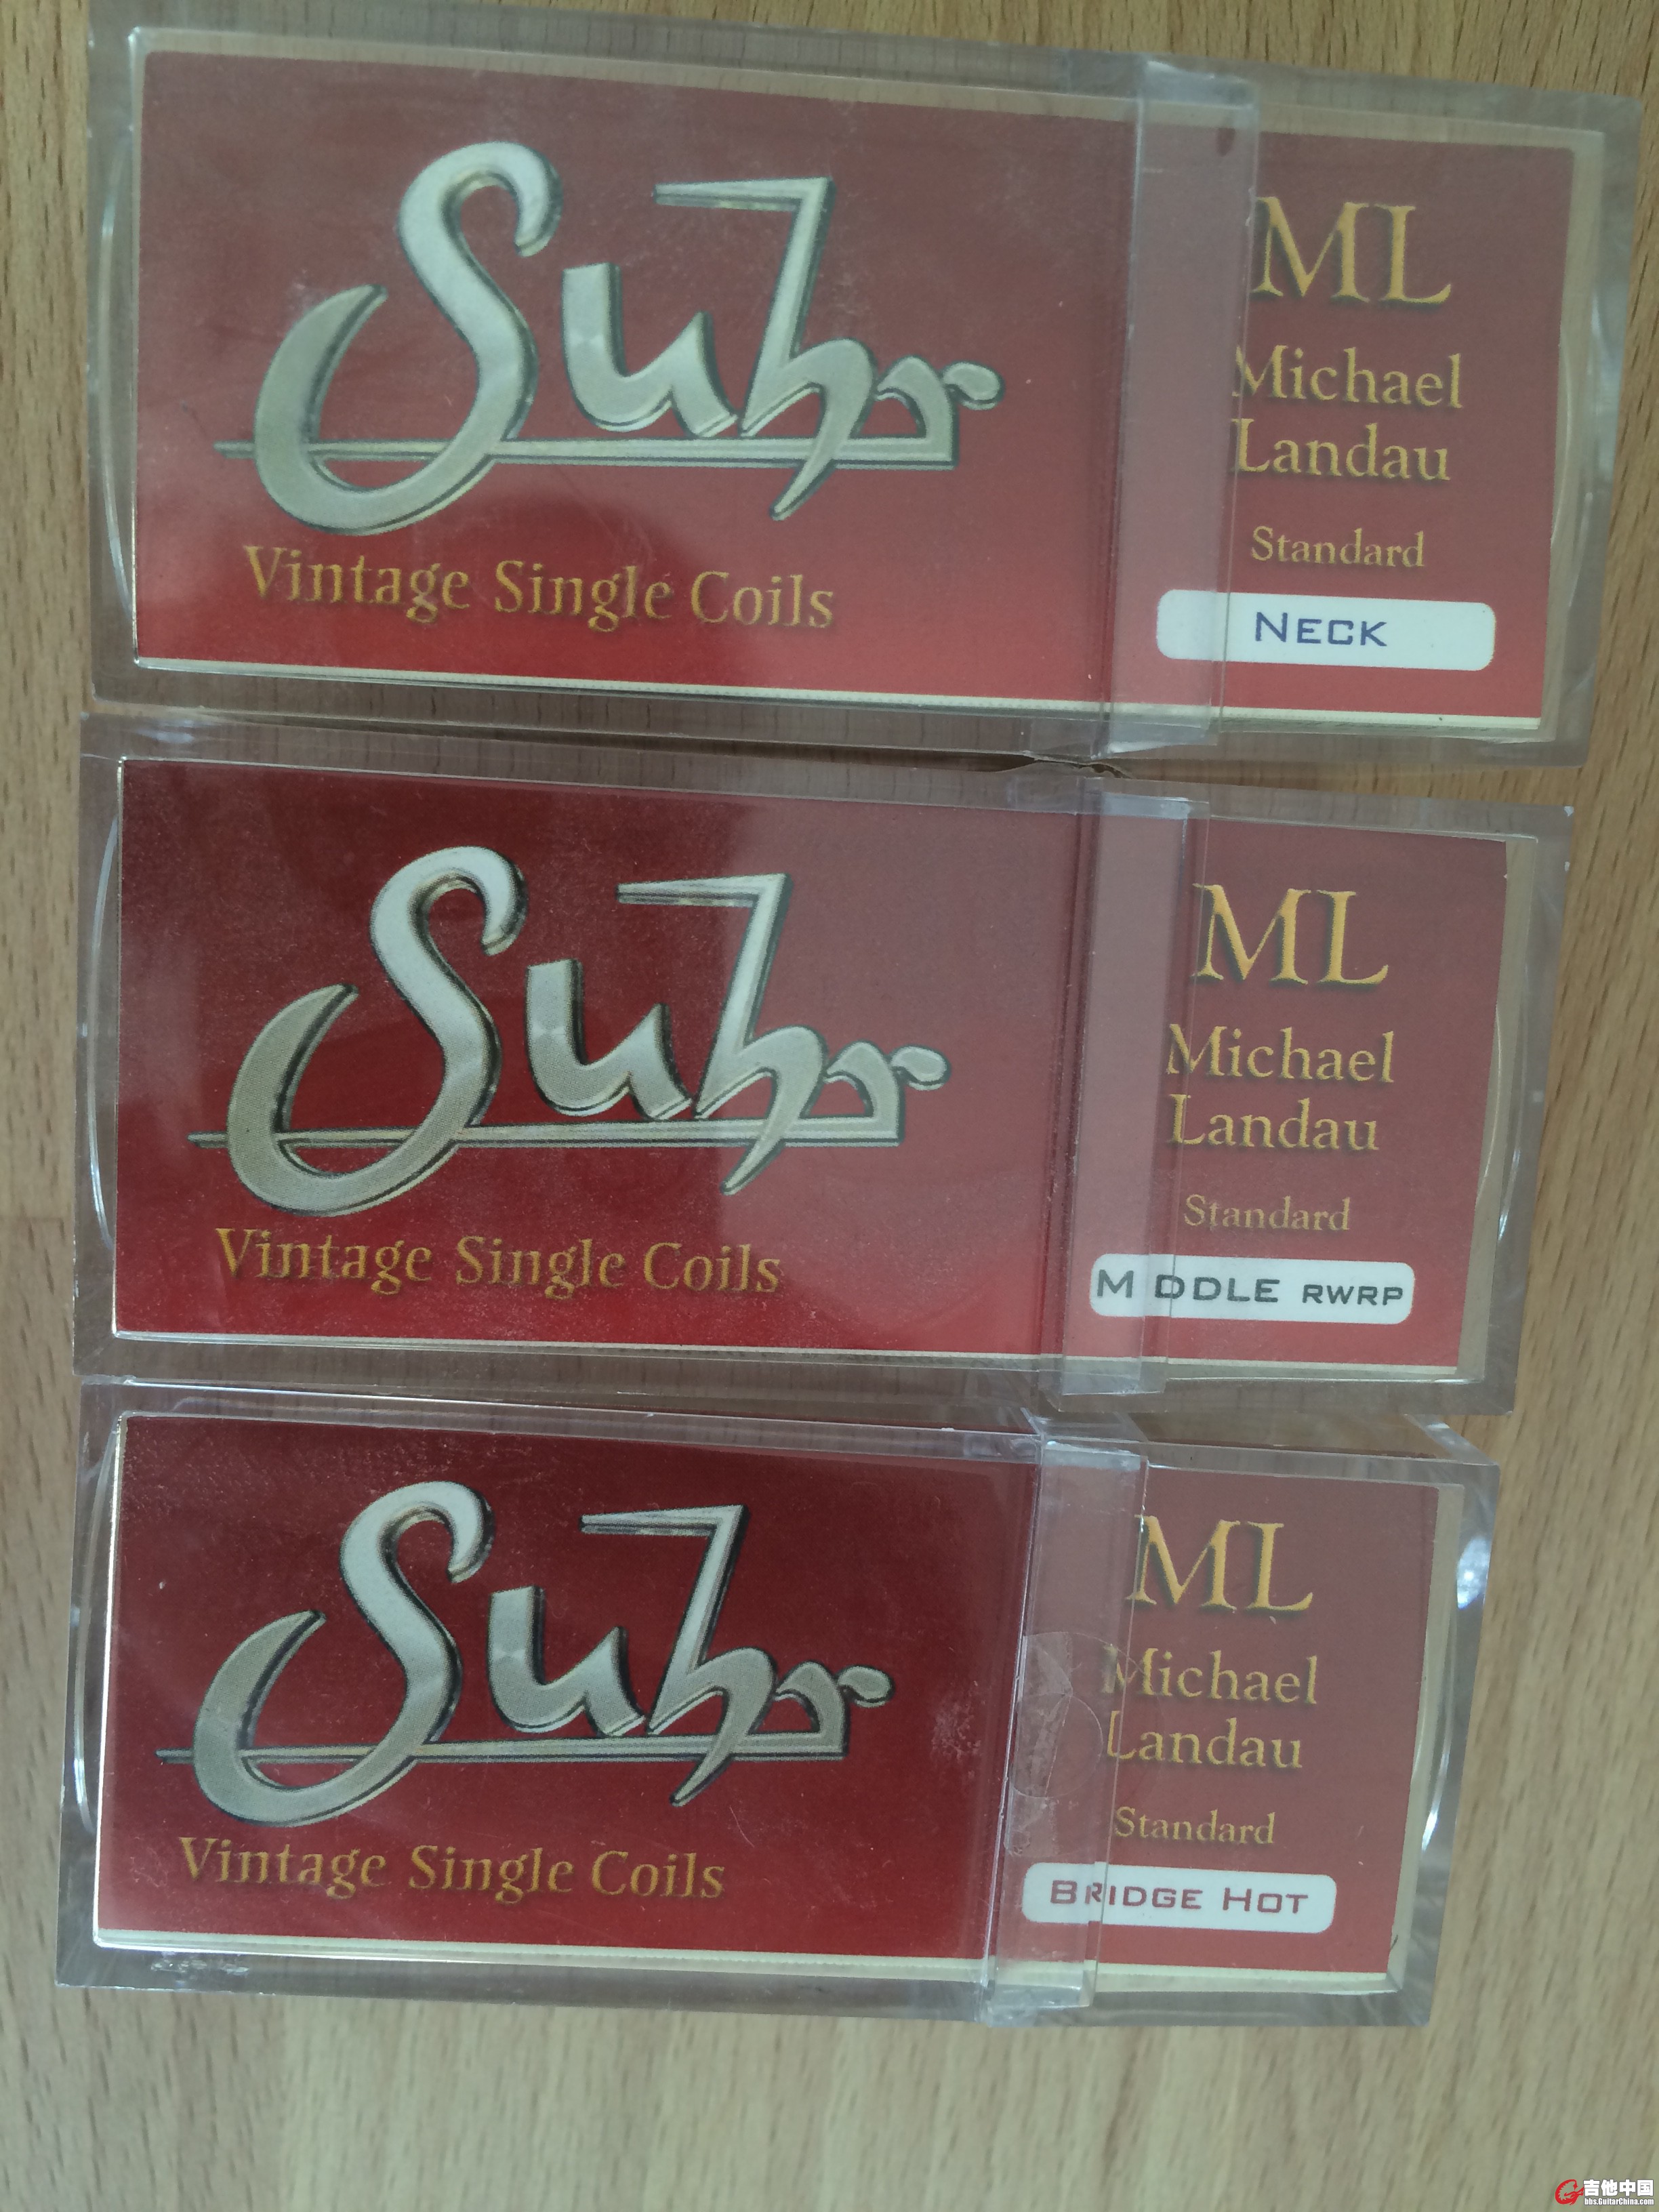 Suhr
Vintage Single Coils
ML
Michael
Landau
Standard
NECK
Suhr
Vintage Single Coils
ML
Michael
Landau
Standard
MIDDLE RWRP
Suhr
Vintage Single Coils
ML
Michael
Landau
Standard
BRIDGE HOT
吉他中国
bbs.GuitarChina.com